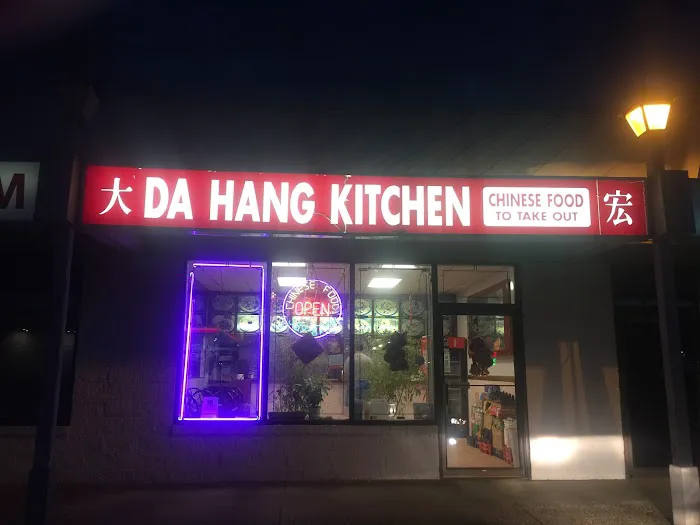 M
大 DA HANG KITCHEN CHINESE FOOD
TO TAKE OUT 宏
CHINESE FOOD
OPEN